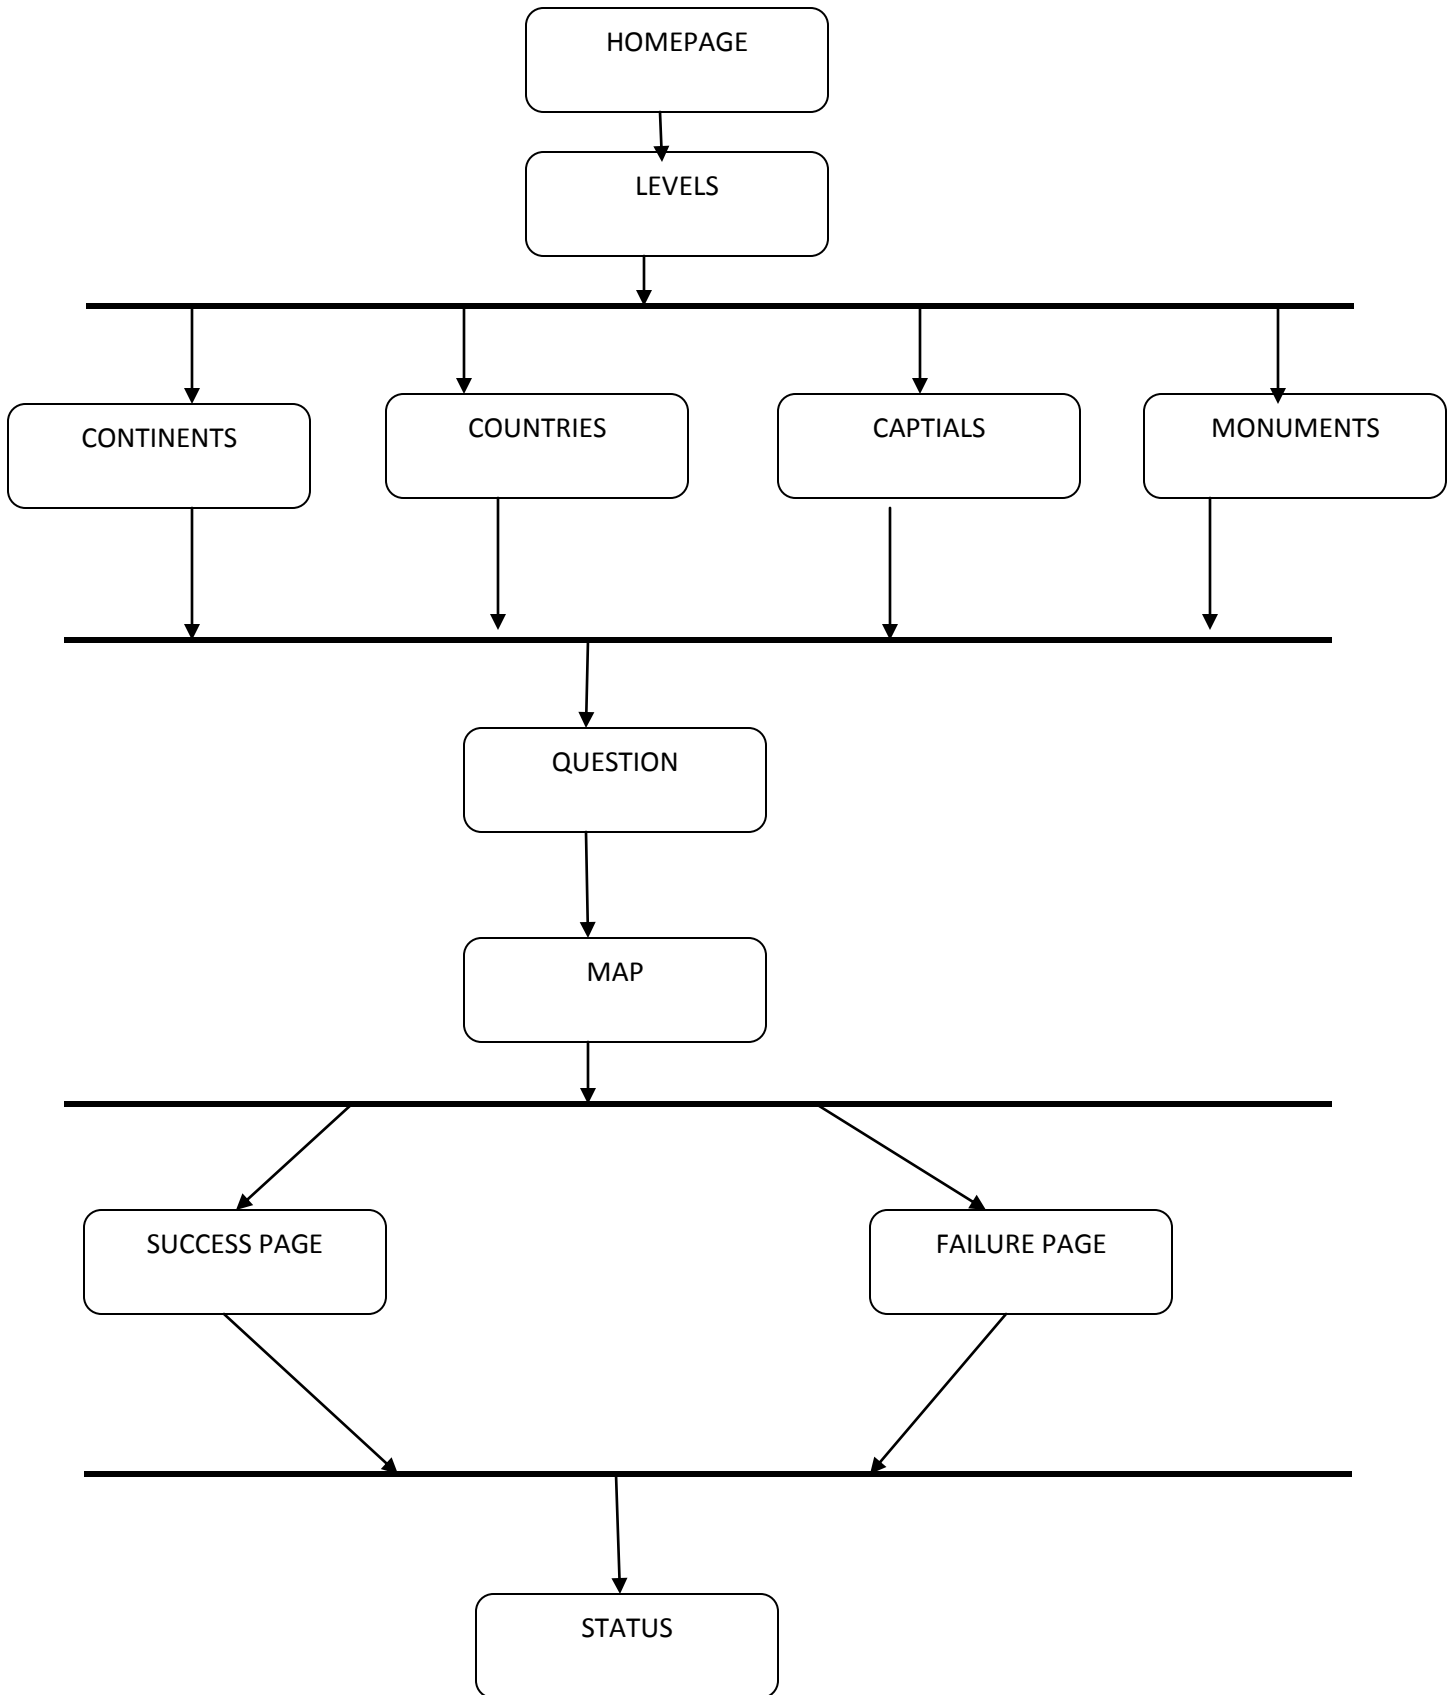 HOMEPAGE
LEVELS
CONTINENTS
COUNTRIES
CAPTIALS
MONUMENTS
QUESTION
MAP
SUCCESS PAGE
FAILURE PAGE
STATUS